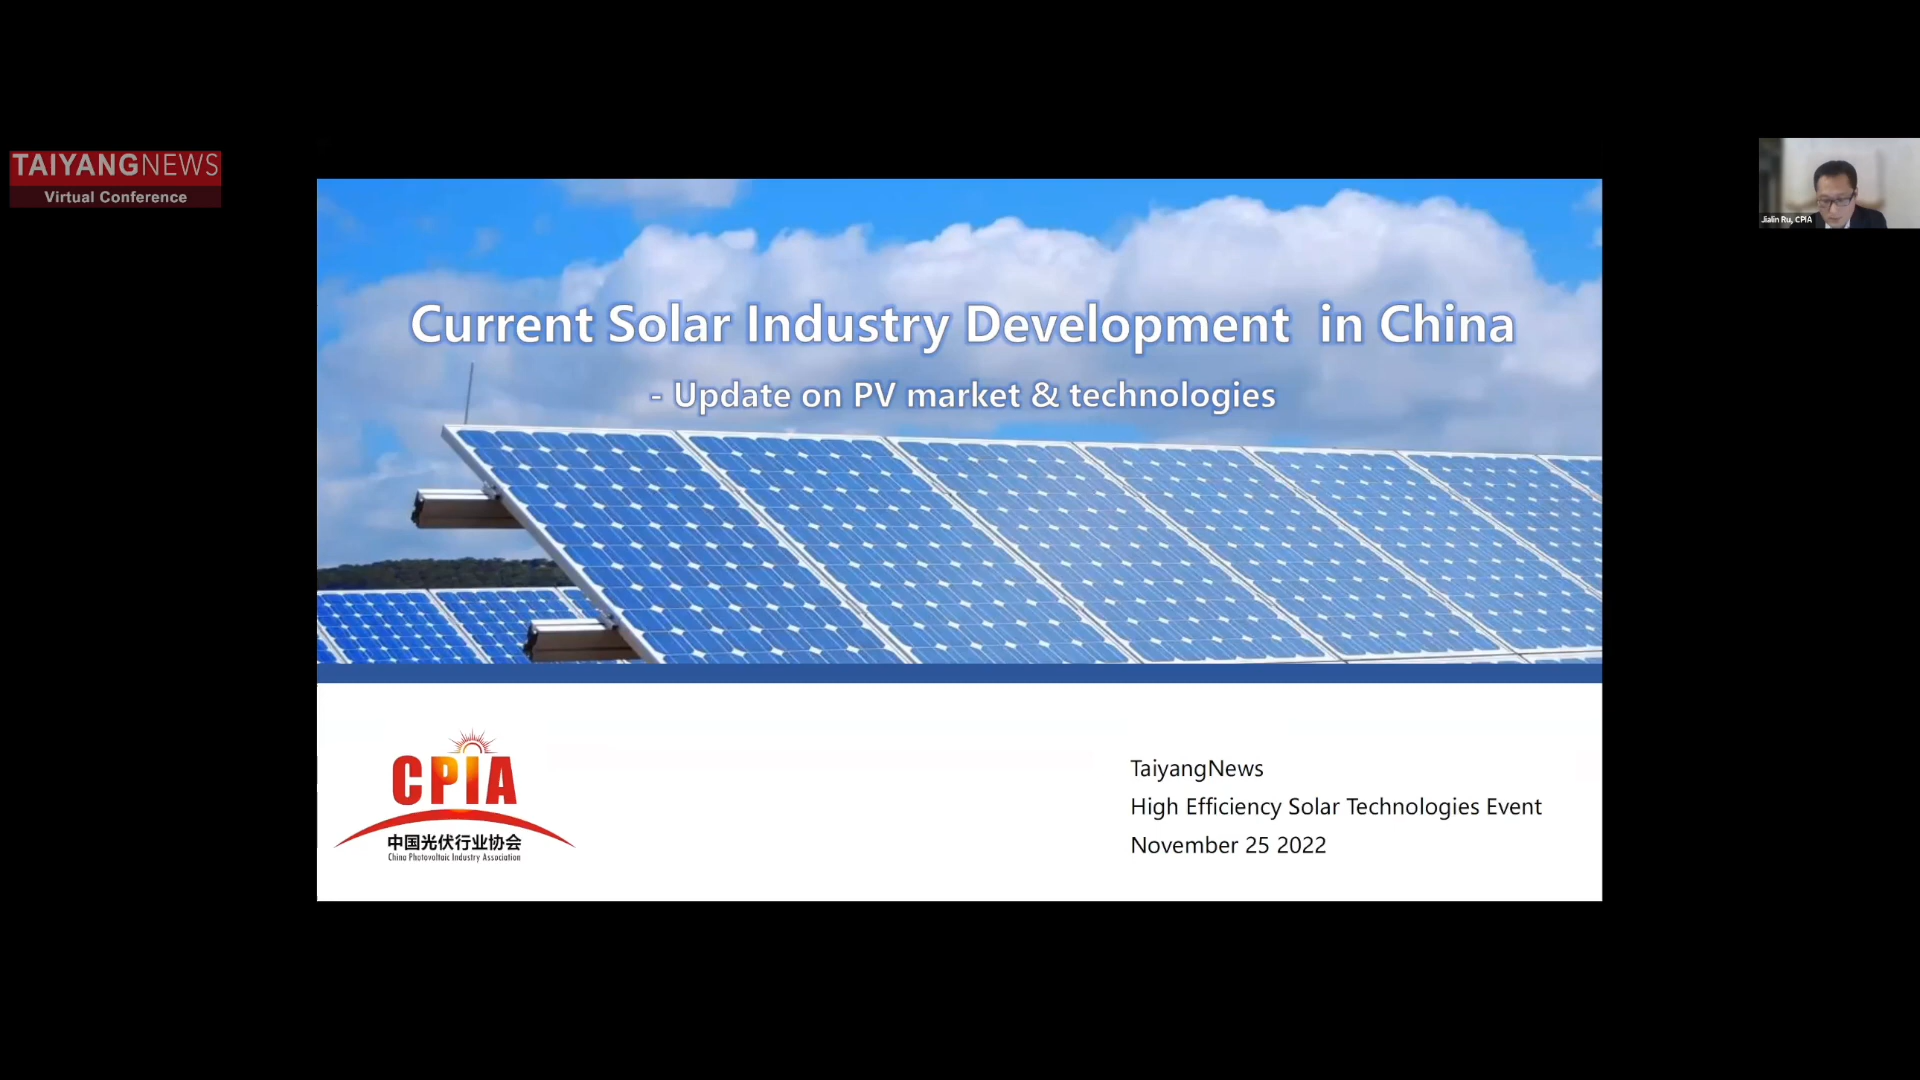 TAIYANGNEWS
Virtual Conference
Jialin Ru, CPIA
Current Solar Industry Development in China
- Update on PV market & technologies
CPIA
中国光伏行业协会
China Photovoltaic Industry Association
TaiyangNews
High Efficiency Solar Technologies Event
November 25 2022